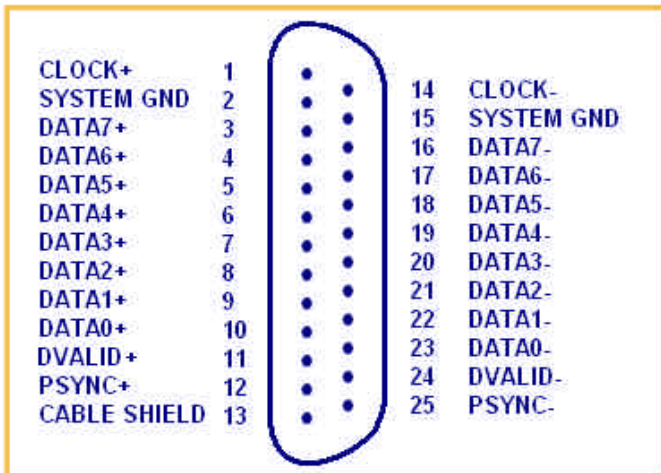 CLOCK+ 1
SYSTEM GND 2
DATA7+ 3
DATA6+ 4
DATA5+ 5
DATA4+ 6
DATA3+ 7
DATA2+ 8
DATA1+ 9
DATA0+ 10
DVALID+ 11
PSYNC+ 12
CABLE SHIELD 13
14 CLOCK-
15 SYSTEM GND
16 DATA7-
17 DATA6-
18 DATA5-
19 DATA4-
20 DATA3-
21 DATA2-
22 DATA1-
23 DATA0-
24 DVALID-
25 PSYNC-